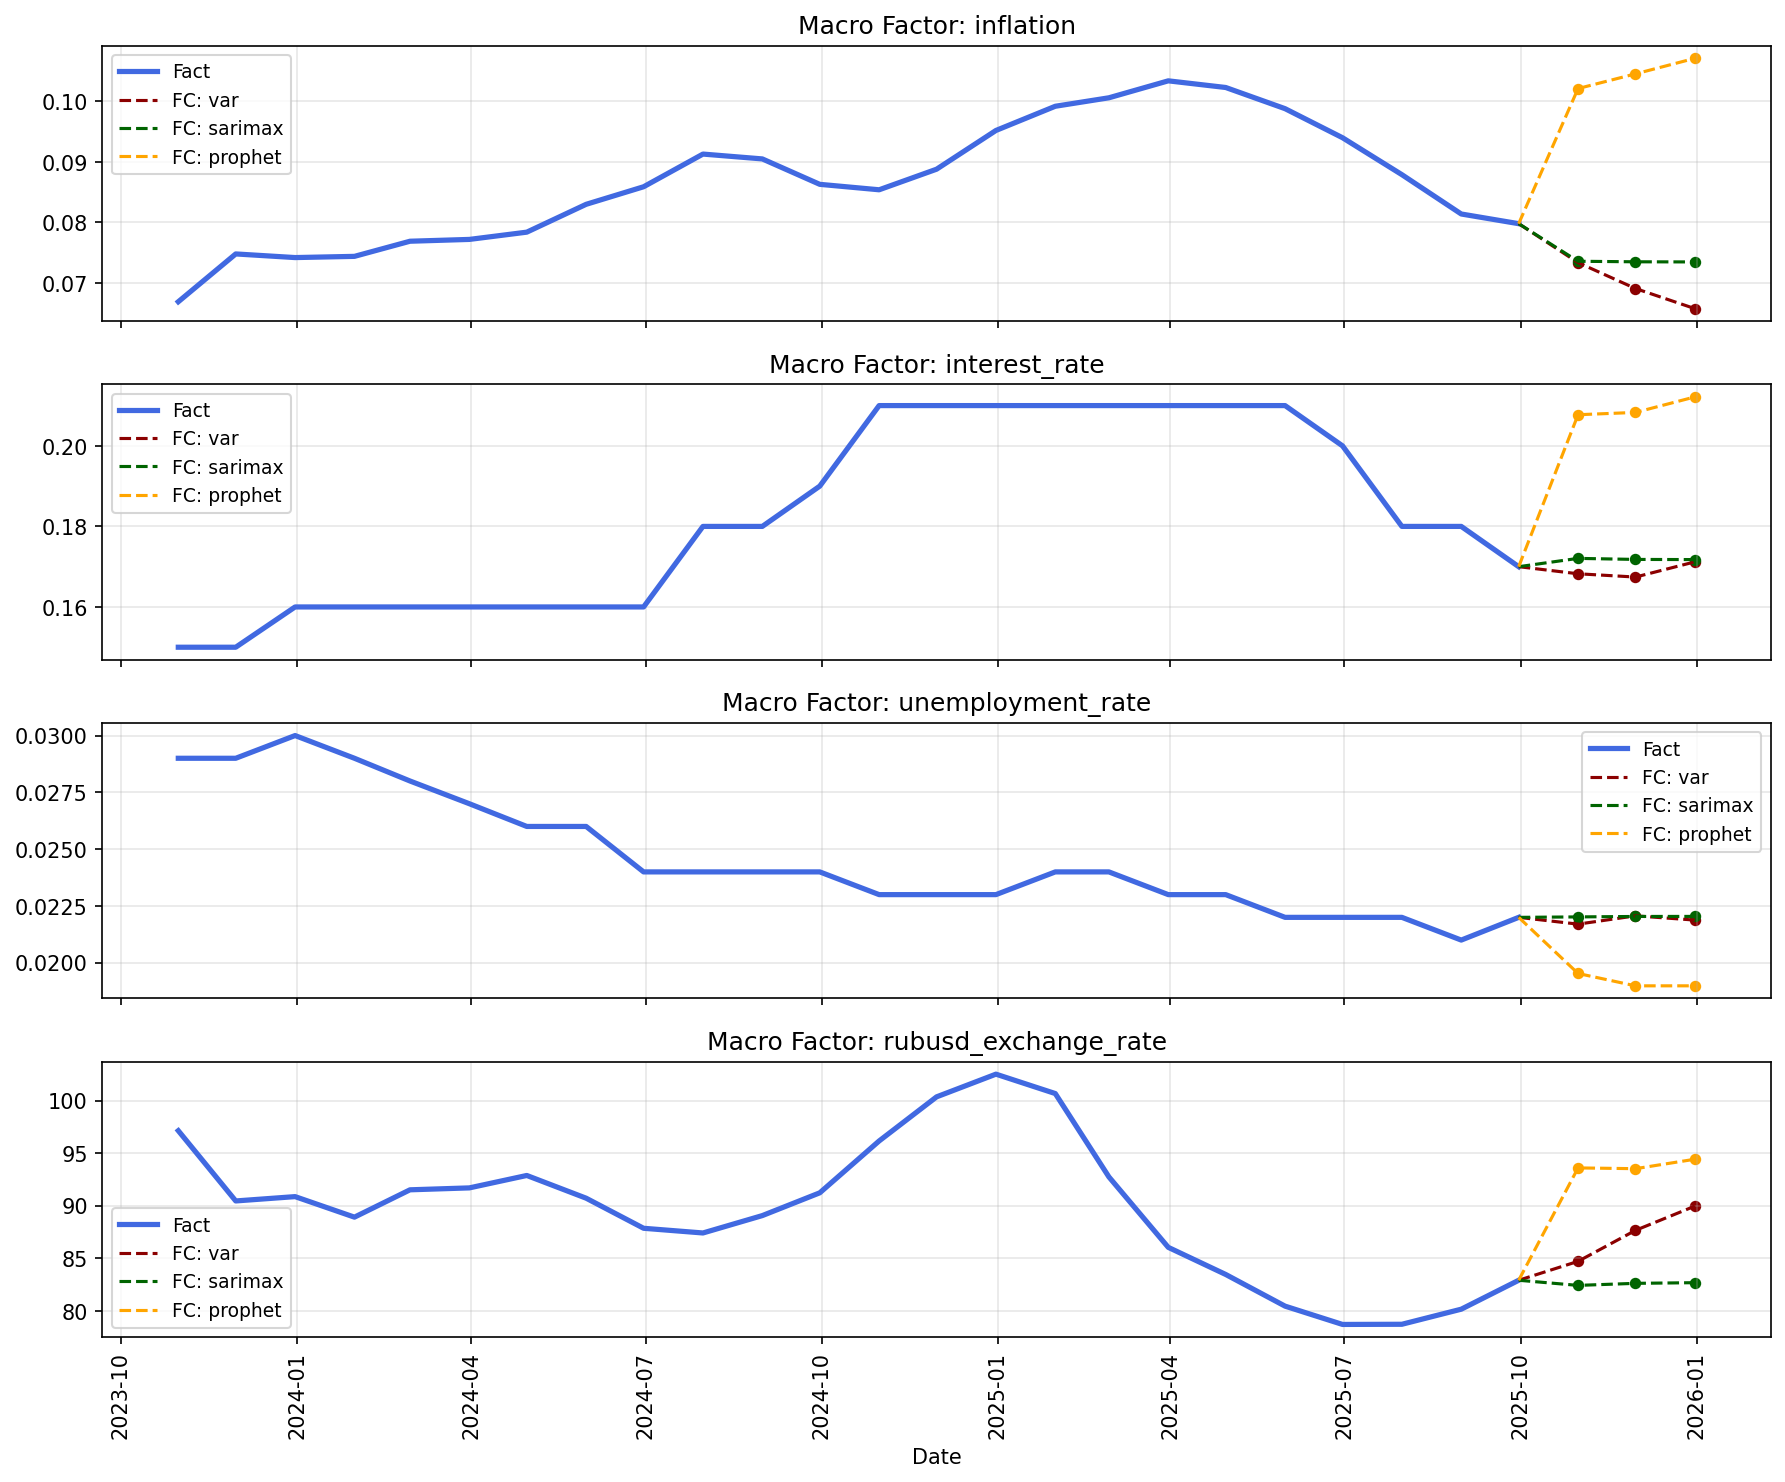 Macro Factor: inflation
Fact
FC: var
FC: sarimax
FC: prophet
0.10
0.09
0.08
0.07
Macro Factor: interest_rate
Fact
FC: var
FC: sarimax
FC: prophet
0.20
0.18
0.16
Macro Factor: unemployment_rate
Fact
FC: var
FC: sarimax
FC: prophet
0.0300
0.0275
0.0250
0.0225
0.0200
Macro Factor: rubusd_exchange_rate
Fact
FC: var
FC: sarimax
FC: prophet
100
95
90
85
80
2023-10
2024-01
2024-04
2024-07
2024-10
2025-01
2025-04
2025-07
2025-10
2026-01
Date